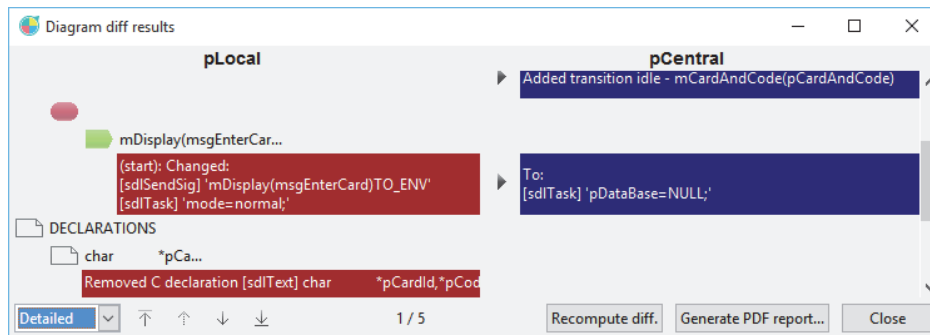 Diagram diff results
pLocal
pCentral
Added transition idle - mCardAndCode(pCardAndCode)
mDisplay(msgEnterCar...
(start): Changed:
[sdlSendSig] 'mDisplay(msgEnterCard)TO_ENV'
[sdlTask] 'mode=normal;'
To:
[sdlTask] 'pDataBase=NULL;'
DECLARATIONS
char *pCa...
Removed C declaration [sdlText] char *pCardId,*pCod
Detailed
1 / 5
Recompute diff.
Generate PDF report...
Close